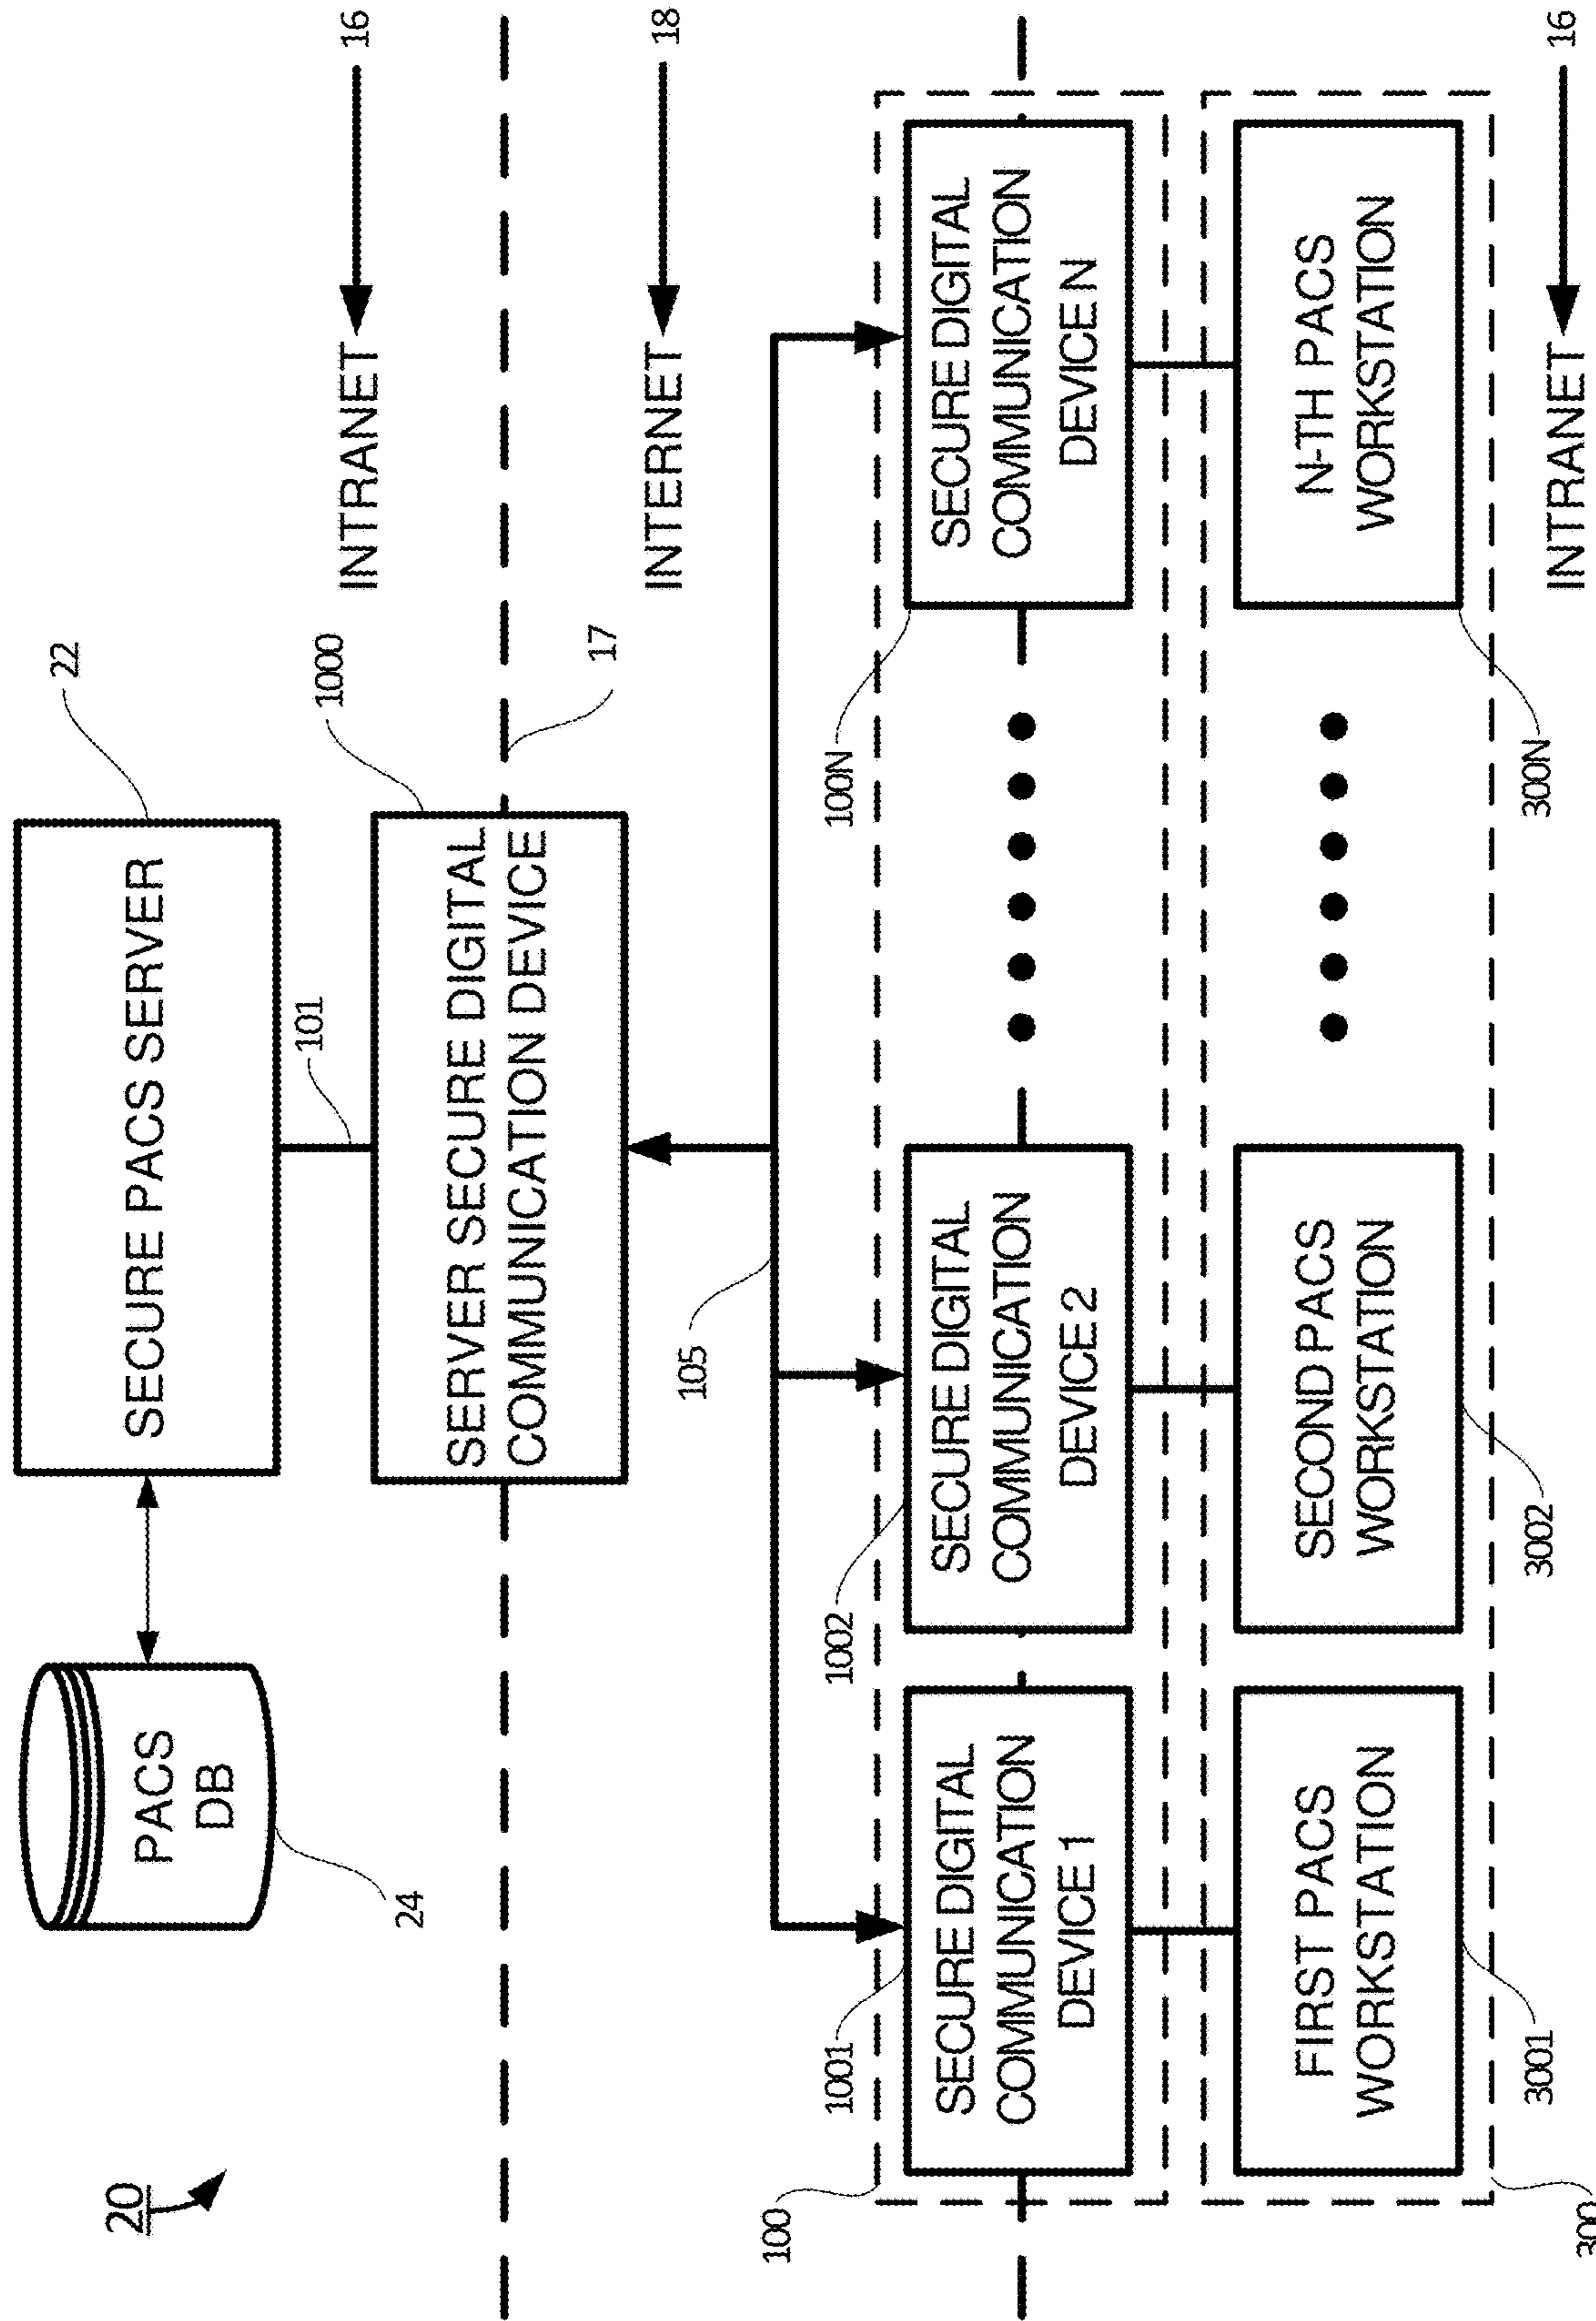 20
PACS
DB
24
SECURE PACS SERVER
22
101
SERVER SECURE DIGITAL
COMMUNICATION DEVICE
1000
INTRANET
16
17
INTERNET
18
105
100
1001
SECURE DIGITAL
COMMUNICATION
DEVICE 1
1002
SECURE DIGITAL
COMMUNICATION
DEVICE 2
100N
SECURE DIGITAL
COMMUNICATION
DEVICE N
FIRST PACS
WORKSTATION
3001
SECOND PACS
WORKSTATION
3002
N-TH PACS
WORKSTATION
300N
300
INTRANET
16